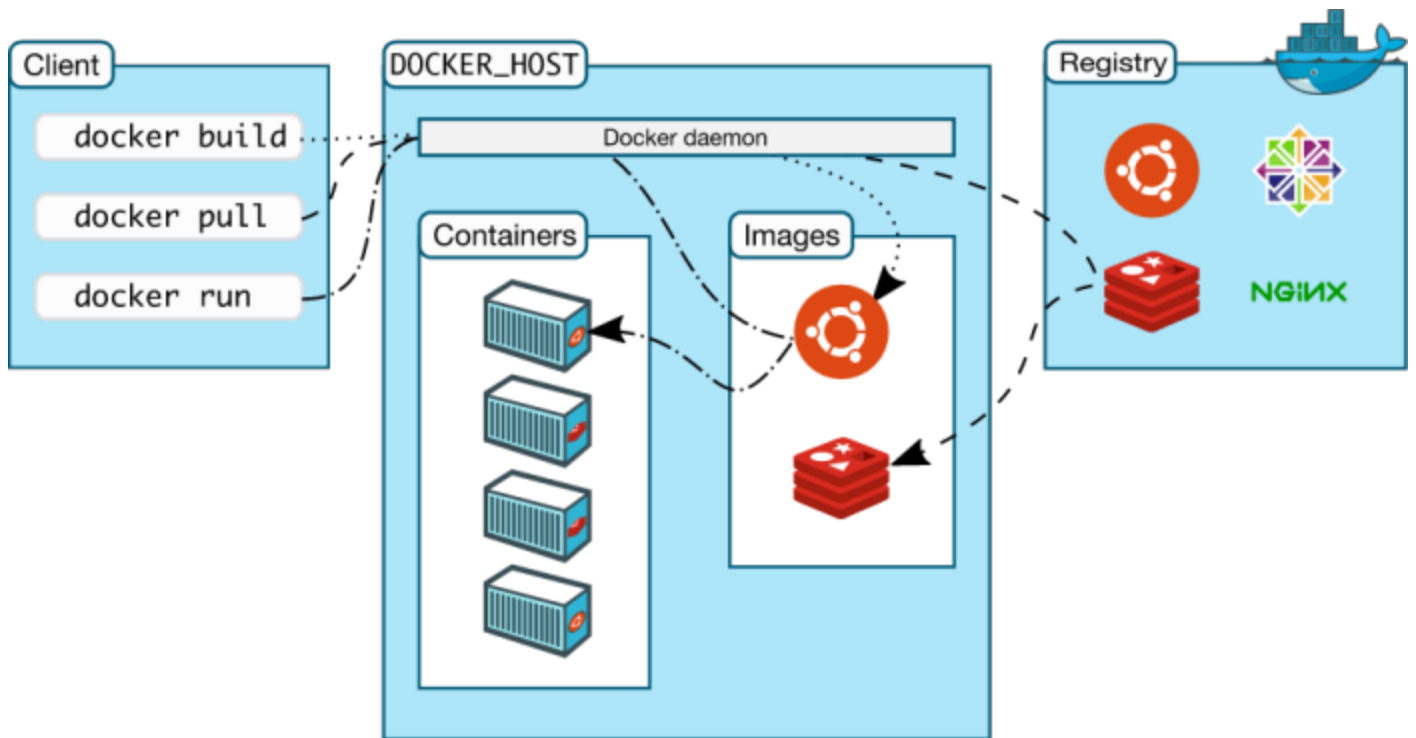 Client
docker build
docker pull
docker run
DOCKER_HOST
Docker daemon
Containers
Images
Registry
NGiNX